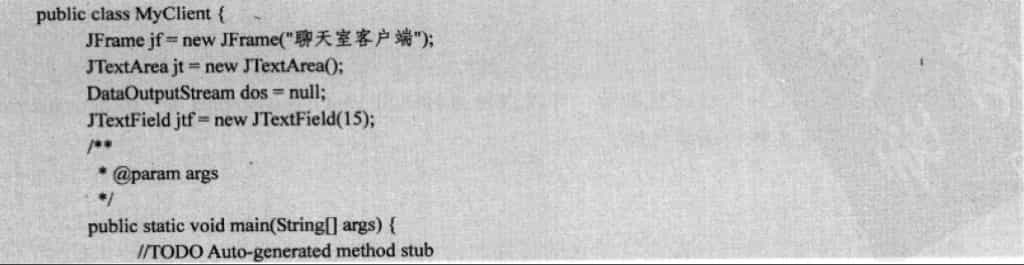 public class MyClient {
JFrame jf = new JFrame("聊天室客户端");
JTextArea jt = new JTextArea();
DataOutputStream dos = null;
JTextField jtf = new JTextField(15);
/**
* @param args
*/
public static void main(String[] args) {
//TODO Auto-generated method stub